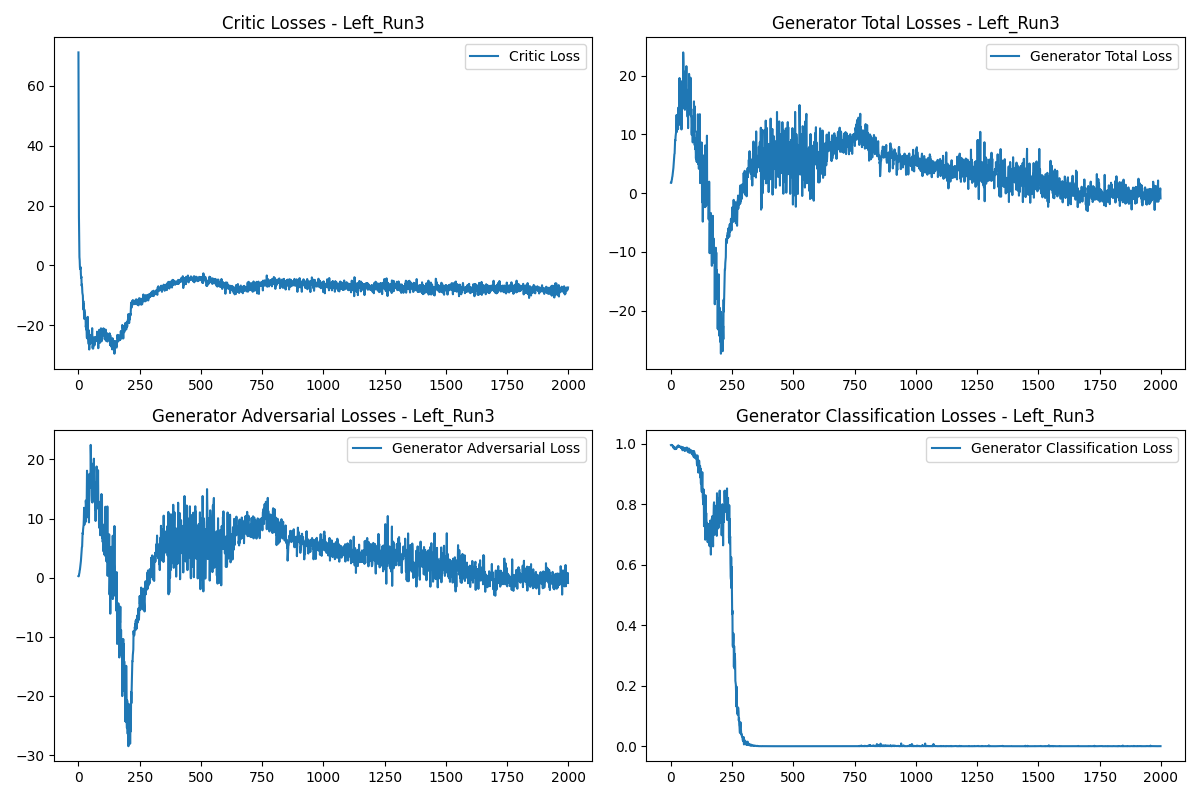 Critic Losses - Left_Run3
Critic Loss
60
40
20
0
−20
0 250 500 750 1000 1250 1500 1750 2000
Generator Total Losses - Left_Run3
Generator Total Loss
20
10
0
−10
−20
0 250 500 750 1000 1250 1500 1750 2000
Generator Adversarial Losses - Left_Run3
Generator Adversarial Loss
20
10
0
−10
−20
−30
0 250 500 750 1000 1250 1500 1750 2000
Generator Classification Losses - Left_Run3
Generator Classification Loss
1.0
0.8
0.6
0.4
0.2
0.0
0 250 500 750 1000 1250 1500 1750 2000